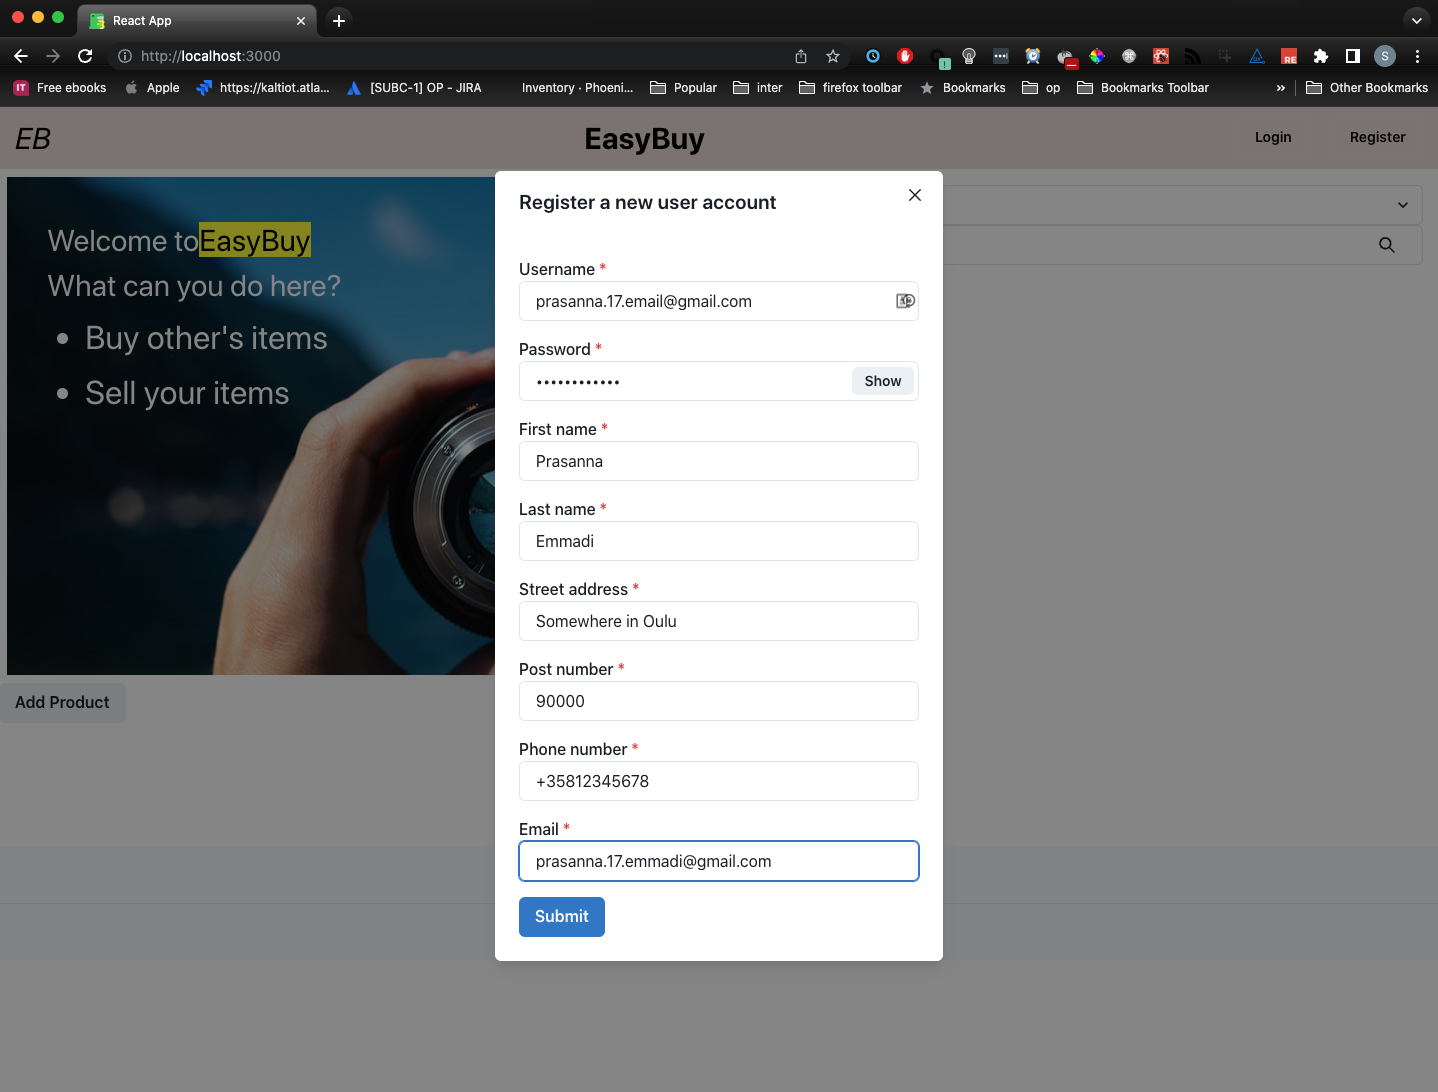 React App
http://localhost:3000
S
IT Free ebooks Apple https://kaltiot.atla... [SUBC-1] OP - JIRA Inventory · Phoeni... Popular inter firefox toolbar Bookmarks op Bookmarks Toolbar » Other Bookmarks
EB EasyBuy Login Register
Welcome toEasyBuy
What can you do here?
• Buy other's items
• Sell your items
Add Product
Register a new user account
Username *
prasanna.17.email@gmail.com
Password *
•••••••••••• Show
First name *
Prasanna
Last name *
Emmadi
Street address *
Somewhere in Oulu
Post number *
90000
Phone number *
+35812345678
Email *
prasanna.17.emmadi@gmail.com
Submit